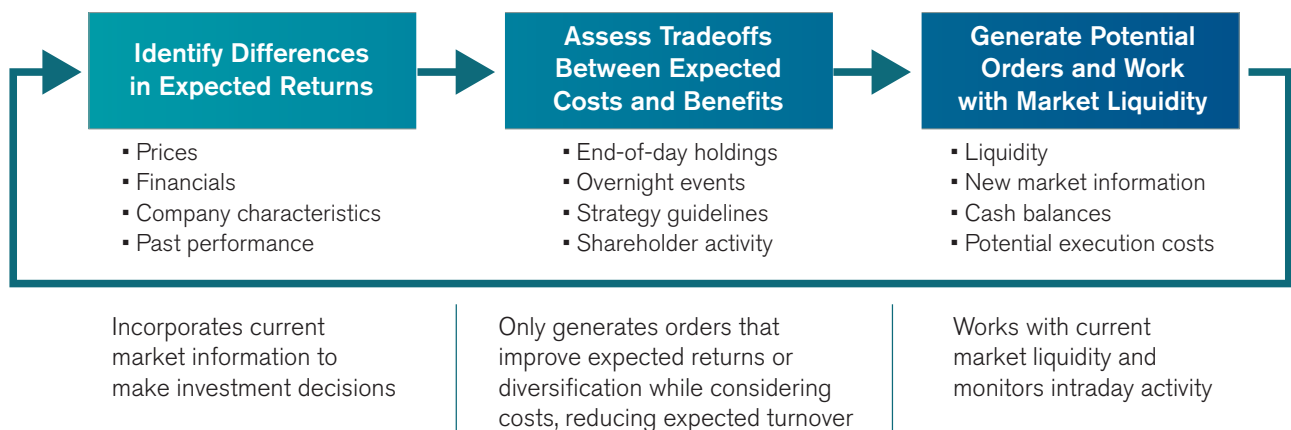 Identify Differences
in Expected Returns
▪ Prices
▪ Financials
▪ Company characteristics
▪ Past performance
Assess Tradeoffs
Between Expected
Costs and Benefits
▪ End-of-day holdings
▪ Overnight events
▪ Strategy guidelines
▪ Shareholder activity
Generate Potential
Orders and Work
with Market Liquidity
▪ Liquidity
▪ New market information
▪ Cash balances
▪ Potential execution costs
Incorporates current
market information to
make investment decisions
Only generates orders that
improve expected returns or
diversification while considering
costs, reducing expected turnover
Works with current
market liquidity and
monitors intraday activity